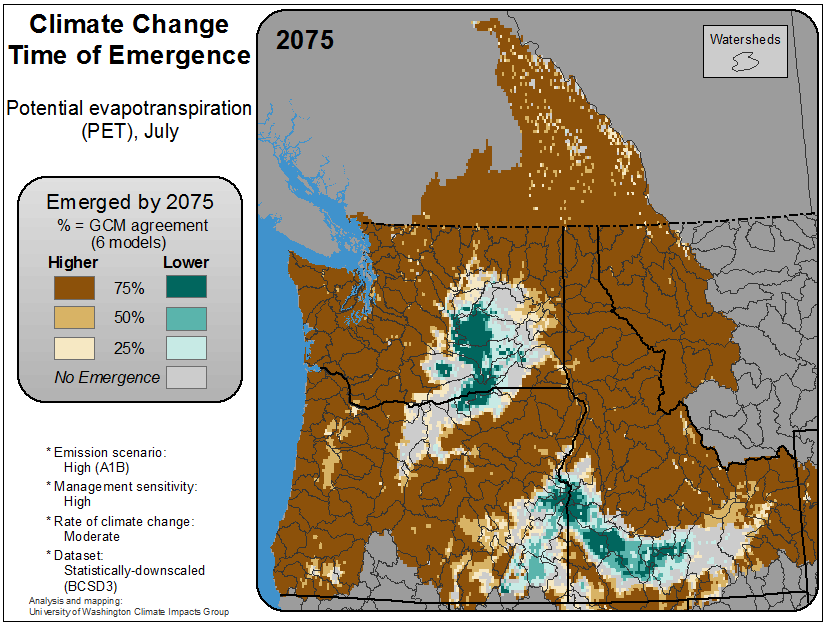 Climate Change
Time of Emergence
Potential evapotranspiration
(PET), July
Emerged by 2075
% = GCM agreement
(6 models)
Higher Lower
75%
50%
25%
No Emergence
* Emission scenario:
High (A1B)
* Management sensitivity:
High
* Rate of climate change:
Moderate
* Dataset:
Statistically-downscaled
(BCSD3)
Analysis and mapping:
University of Washington Climate Impacts Group
2075
Watersheds